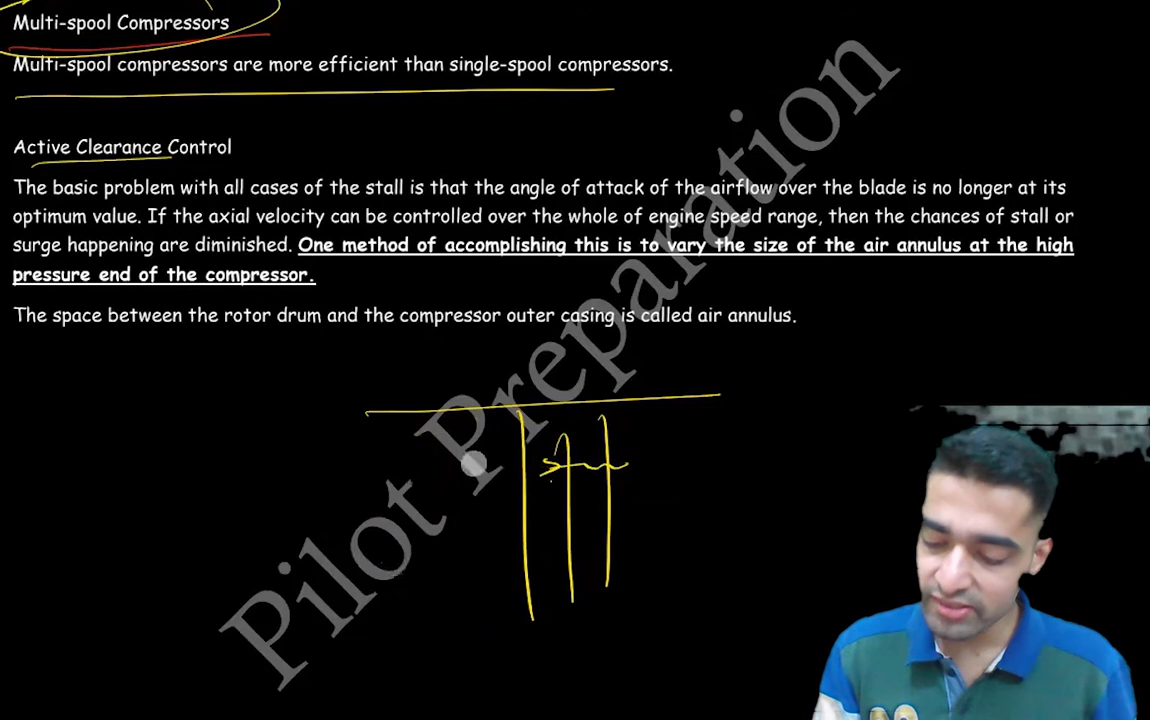 Multi-spool Compressors
Multi-spool compressors are more efficient than single-spool compressors.
Active Clearance Control
The basic problem with all cases of the stall is that the angle of attack of the airflow over the blade is no longer at its
optimum value. If the axial velocity can be controlled over the whole of engine speed range, then the chances of stall or
surge happening are diminished. One method of accomplishing this is to vary the size of the air annulus at the high
pressure end of the compressor.
The space between the rotor drum and the compressor outer casing is called air annulus.
Pilot Preparation